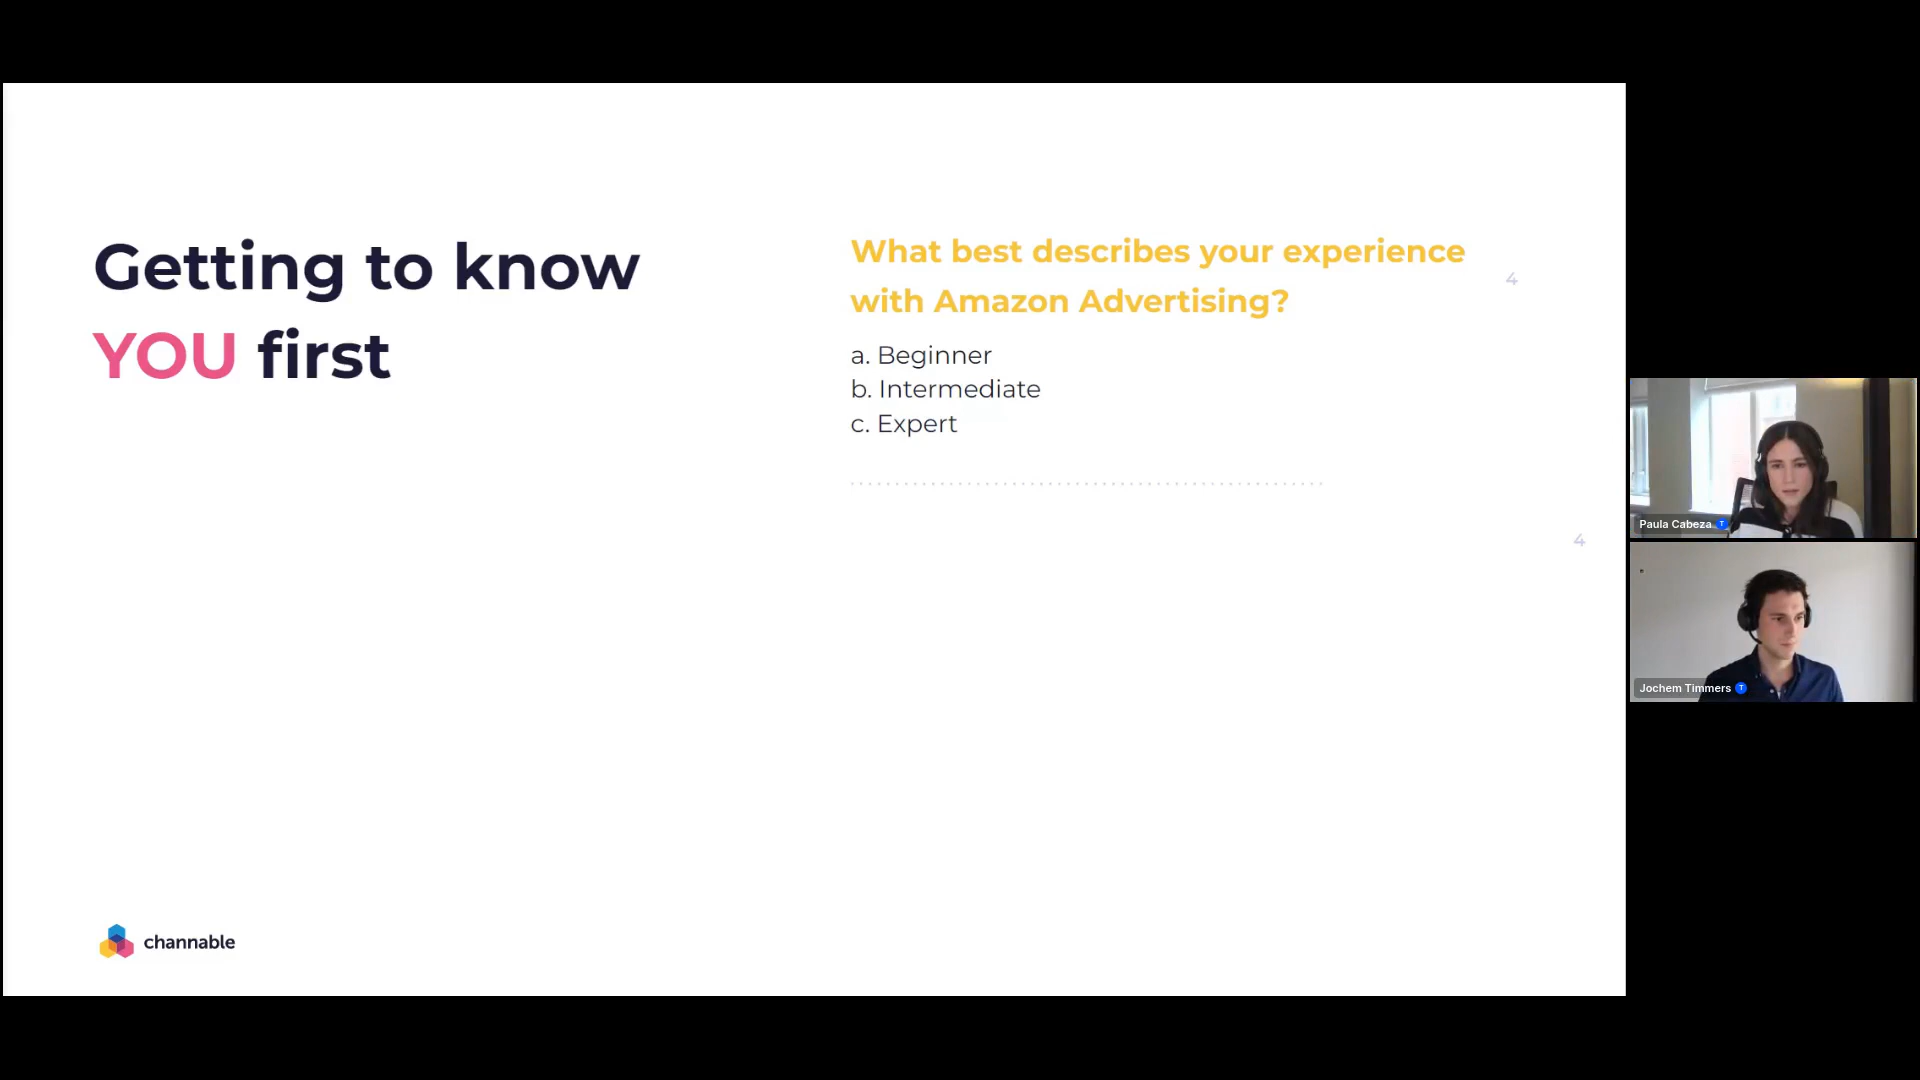 Getting to know
YOU first
What best describes your experience
with Amazon Advertising?
a. Beginner
b. Intermediate
c. Expert
4
4
channable
Paula Cabeza T
Jochem Timmers T